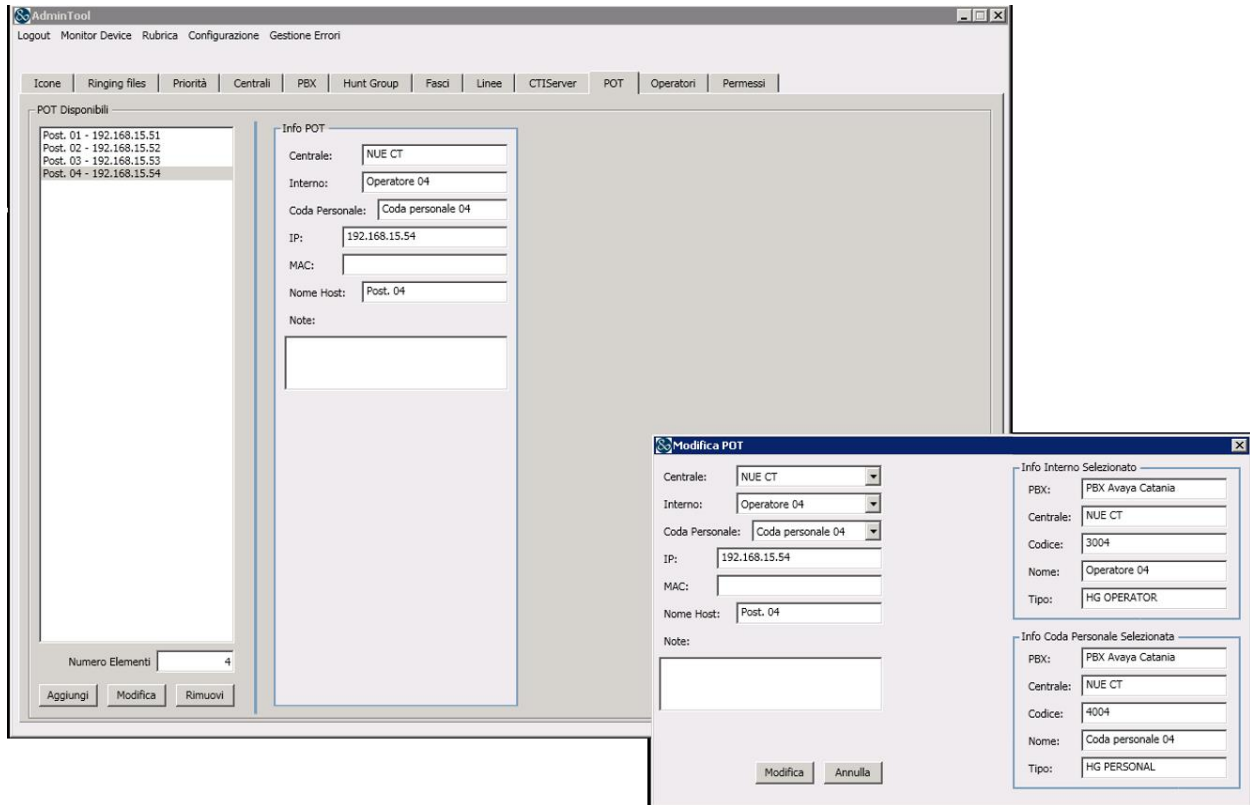 AdminTool
Logout Monitor Device Rubrica Configurazione Gestione Errori
Icone Ringing files Priorità Centrali PBX Hunt Group Fasci Linee CTIServer POT Operatori Permessi
POT Disponibili
Post. 01 - 192.168.15.51
Post. 02 - 192.168.15.52
Post. 03 - 192.168.15.53
Post. 04 - 192.168.15.54
Numero Elementi 4
Aggiungi Modifica Rimuovi
Info POT
Centrale: NUE CT
Interno: Operatore 04
Coda Personale: Coda personale 04
IP: 192.168.15.54
MAC:
Nome Host: Post. 04
Note:
Modifica POT
Centrale: NUE CT
Interno: Operatore 04
Coda Personale: Coda personale 04
IP: 192.168.15.54
MAC:
Nome Host: Post. 04
Note:
Modifica Annulla
Info Interno Selezionato
PBX: PBX Avaya Catania
Centrale: NUE CT
Codice: 3004
Nome: Operatore 04
Tipo: HG OPERATOR
Info Coda Personale Selezionata
PBX: PBX Avaya Catania
Centrale: NUE CT
Codice: 4004
Nome: Coda personale 04
Tipo: HG PERSONAL